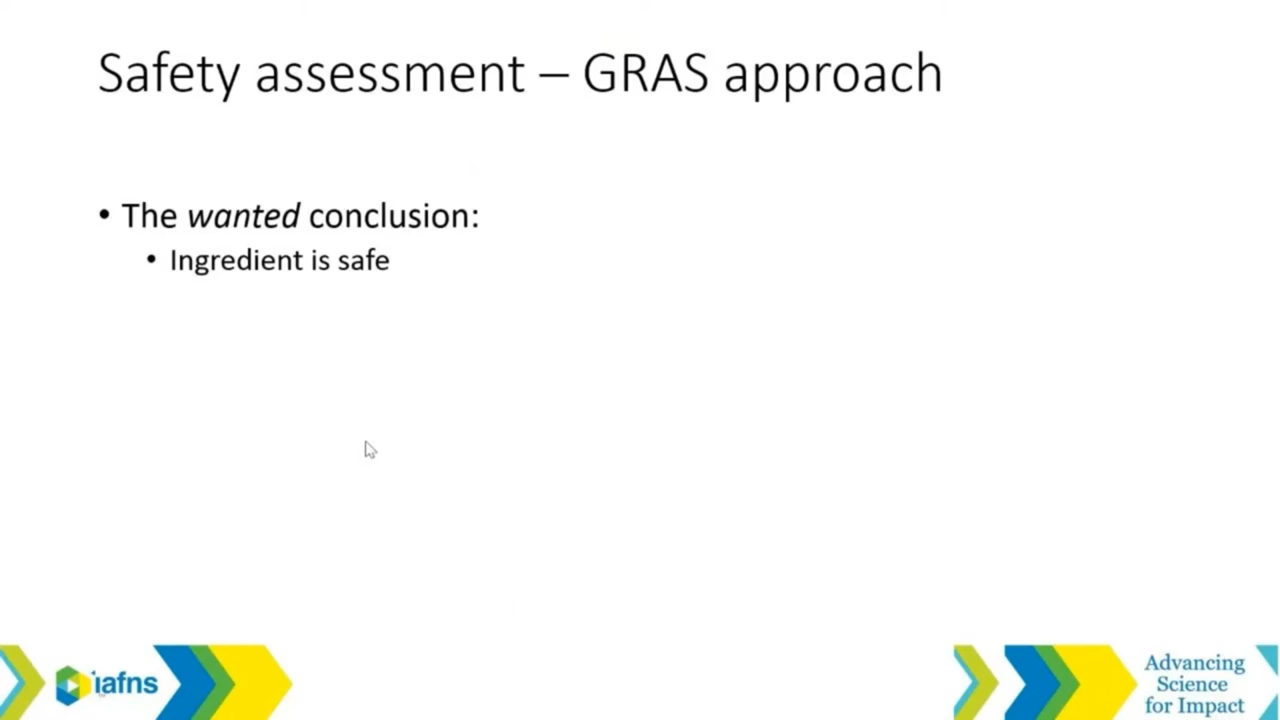 Safety assessment – GRAS approach
• The wanted conclusion:
• Ingredient is safe
iafns
Advancing
Science
for Impact